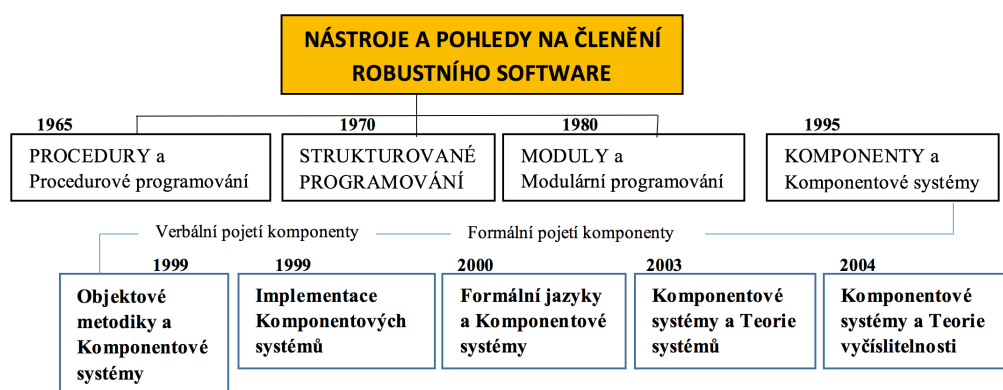 NÁSTROJE A POHLEDY NA ČLENĚNÍ
ROBUSTNÍHO SOFTWARE
1965
PROCEDURY a
Procedurové programování
1970
STRUKTUROVANÉ
PROGRAMOVÁNÍ
1980
MODULY a
Modulární programování
1995
KOMPONENTY a
Komponentové systémy
Verbální pojetí komponenty
Formální pojetí komponenty
1999
Objektové
metodiky a
Komponentové
systémy
1999
Implementace
Komponentových
systémů
2000
Formální jazyky
a Komponentové
systémy
2003
Komponentové
systémy a Teorie
systémů
2004
Komponentové
systémy a Teorie
vyčíslitelnosti